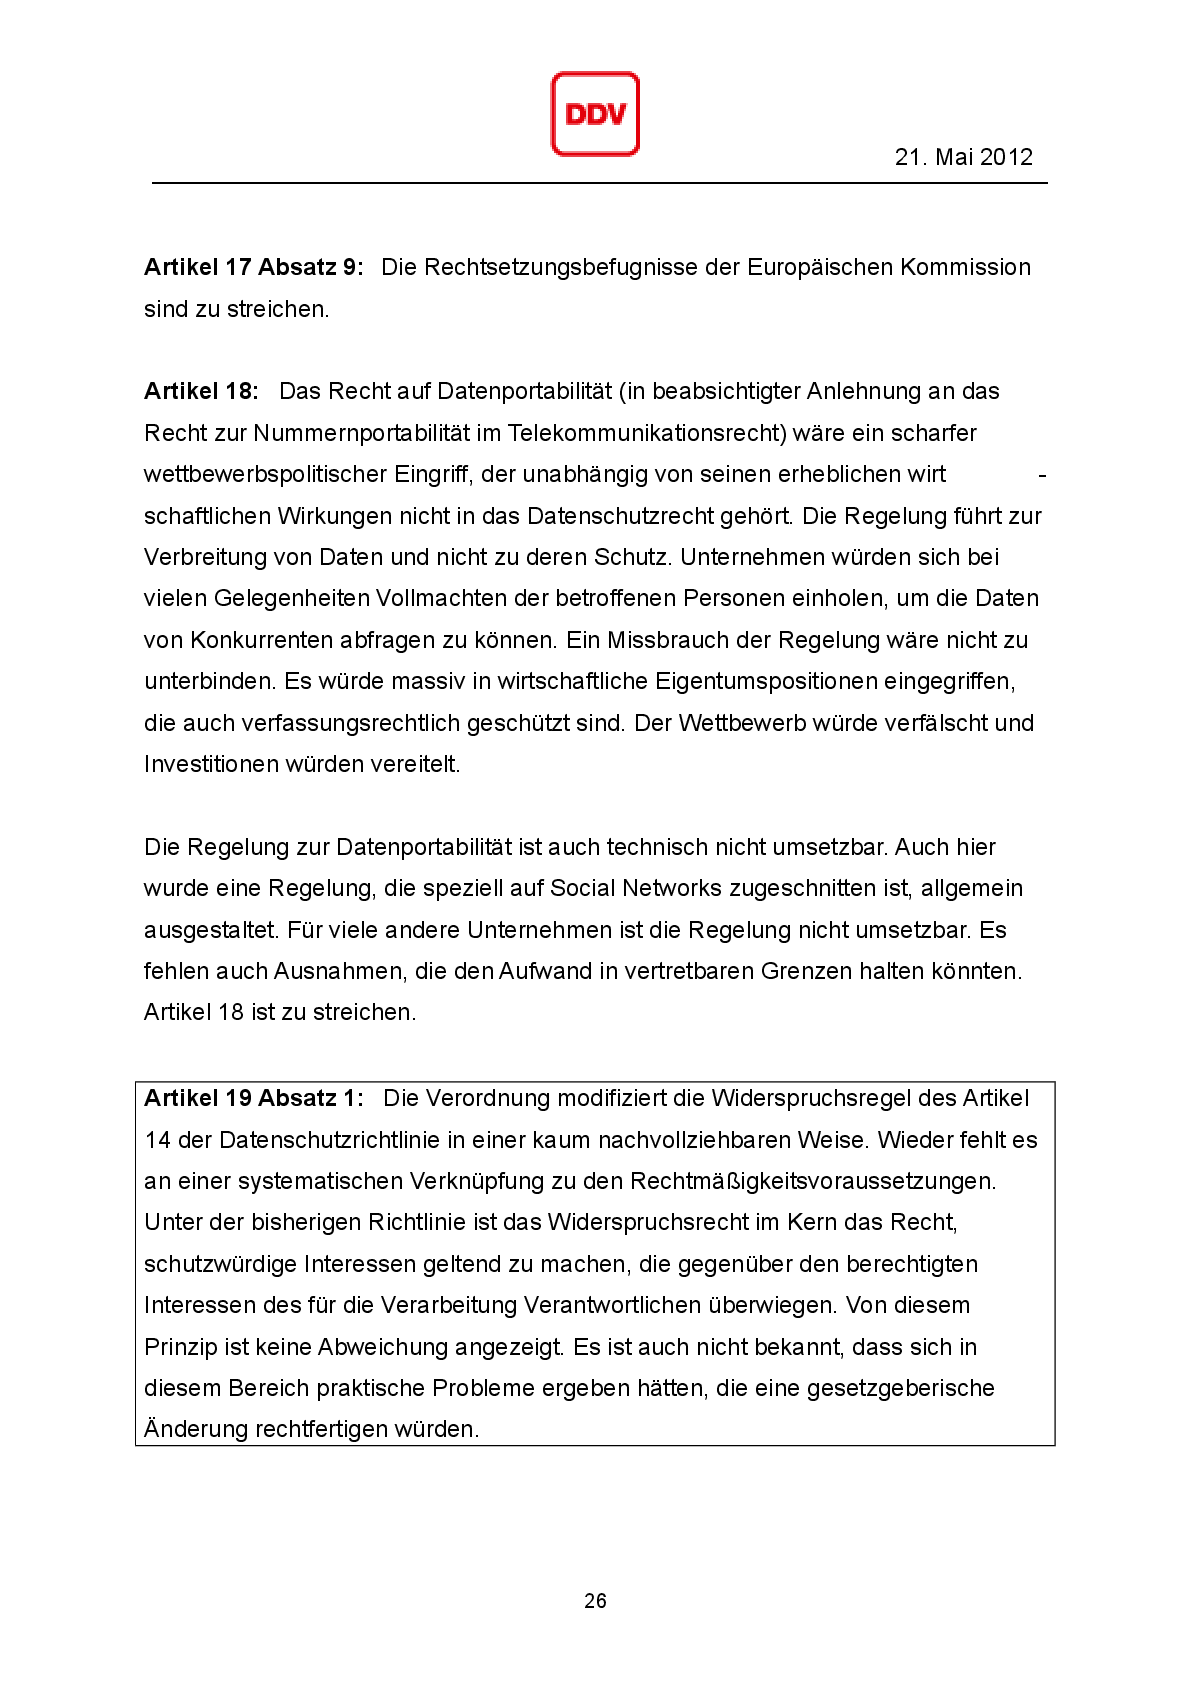 DDV
21. Mai 2012
Artikel 17 Absatz 9: Die Rechtsetzungsbefugnisse der Europäischen Kommission
sind zu streichen.
Artikel 18: Das Recht auf Datenportabilität (in beabsichtigter Anlehnung an das
Recht zur Nummernportabilität im Telekommunikationsrecht) wäre ein scharfer
wettbewerbspolitischer Eingriff, der unabhängig von seinen erheblichen wirt -
schaftlichen Wirkungen nicht in das Datenschutzrecht gehört. Die Regelung führt zur
Verbreitung von Daten und nicht zu deren Schutz. Unternehmen würden sich bei
vielen Gelegenheiten Vollmachten der betroffenen Personen einholen, um die Daten
von Konkurrenten abfragen zu können. Ein Missbrauch der Regelung wäre nicht zu
unterbinden. Es würde massiv in wirtschaftliche Eigentumspositionen eingegriffen,
die auch verfassungsrechtlich geschützt sind. Der Wettbewerb würde verfälscht und
Investitionen würden vereitelt.
Die Regelung zur Datenportabilität ist auch technisch nicht umsetzbar. Auch hier
wurde eine Regelung, die speziell auf Social Networks zugeschnitten ist, allgemein
ausgestaltet. Für viele andere Unternehmen ist die Regelung nicht umsetzbar. Es
fehlen auch Ausnahmen, die den Aufwand in vertretbaren Grenzen halten könnten.
Artikel 18 ist zu streichen.
Artikel 19 Absatz 1: Die Verordnung modifiziert die Widerspruchsregel des Artikel
14 der Datenschutzrichtlinie in einer kaum nachvollziehbaren Weise. Wieder fehlt es
an einer systematischen Verknüpfung zu den Rechtmäßigkeitsvoraussetzungen.
Unter der bisherigen Richtlinie ist das Widerspruchsrecht im Kern das Recht,
schutzwürdige Interessen geltend zu machen, die gegenüber den berechtigten
Interessen des für die Verarbeitung Verantwortlichen überwiegen. Von diesem
Prinzip ist keine Abweichung angezeigt. Es ist auch nicht bekannt, dass sich in
diesem Bereich praktische Probleme ergeben hätten, die eine gesetzgeberische
Änderung rechtfertigen würden.
26